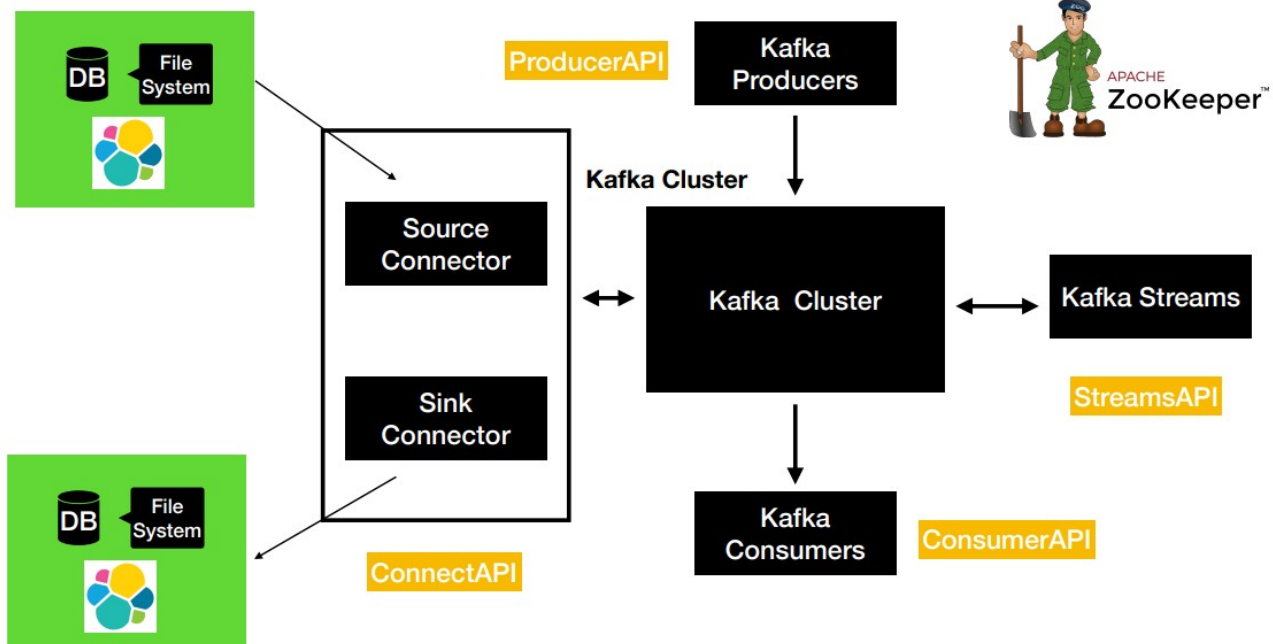 DB
File
System
ProducerAPI
Kafka
Producers
APACHE
ZooKeeper™
Kafka Cluster
Source
Connector
Kafka Cluster
Kafka Streams
Sink
Connector
StreamsAPI
DB
File
System
Kafka
Consumers
ConsumerAPI
ConnectAPI